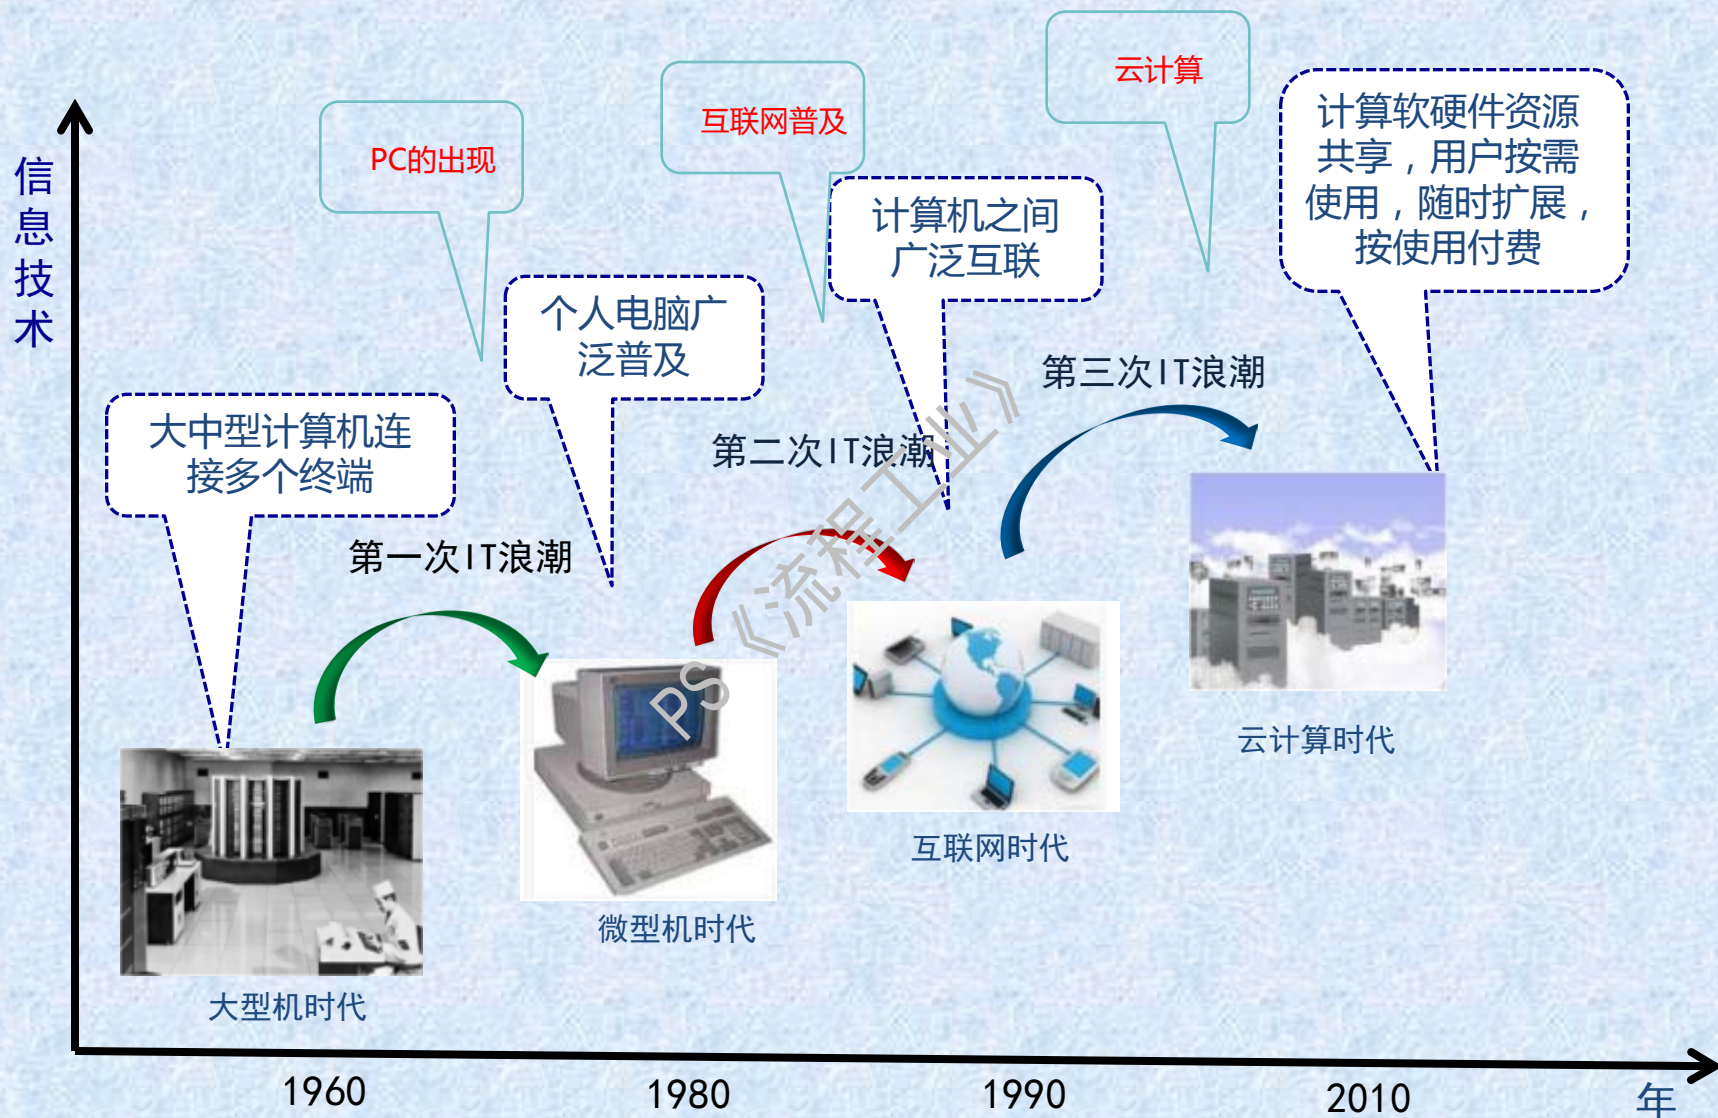 云计算
互联网普及
PC的出现
计算软硬件资源
共享，用户按需
使用，随时扩展，
按使用付费
信
息
技
术
计算机之间
广泛互联
个人电脑广
泛普及
第三次IT浪潮
大中型计算机连
接多个终端
第二次IT浪潮
第一次IT浪潮
PS《流程工业》
云计算时代
互联网时代
微型机时代
大型机时代
1960
1980
1990
2010
年